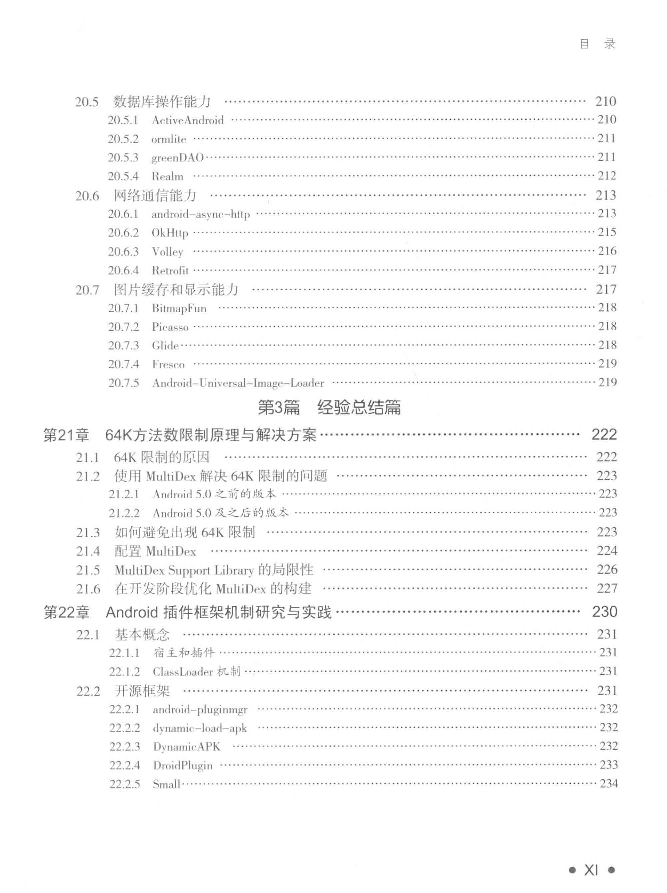 目 录
20.5 数据库操作能力 …… 210
20.5.1 ActiveAndroid …… 210
20.5.2 ormlite …… 211
20.5.3 greenDAO …… 211
20.5.4 Realm …… 212
20.6 网络通信能力 …… 213
20.6.1 android-async-http …… 213
20.6.2 OkHttp …… 215
20.6.3 Volley …… 216
20.6.4 Retrofit …… 217
20.7 图片缓存和显示能力 …… 217
20.7.1 BitmapFun …… 218
20.7.2 Picasso …… 218
20.7.3 Glide …… 218
20.7.4 Fresco …… 219
20.7.5 Android-Universal-Image-Loader …… 219
第3篇 经验总结篇
第21章 64K方法数限制原理与解决方案 …… 222
21.1 64K 限制的原因 …… 222
21.2 使用 MultiDex 解决 64K 限制的问题 …… 223
21.2.1 Android 5.0 之前的版本 …… 223
21.2.2 Android 5.0 及之后的版本 …… 223
21.3 如何避免出现 64K 限制 …… 223
21.4 配置 MultiDex …… 224
21.5 MultiDex Support Library 的局限性 …… 226
21.6 在开发阶段优化 MultiDex 的构建 …… 227
第22章 Android 插件框架机制研究与实践 …… 230
22.1 基本概念 …… 231
22.1.1 宿主和插件 …… 231
22.1.2 ClassLoader 机制 …… 231
22.2 开源框架 …… 231
22.2.1 android-pluginmgr …… 232
22.2.2 dynamic-load-apk …… 232
22.2.3 DynamicAPK …… 232
22.2.4 DroidPlugin …… 233
22.2.5 Small …… 234
● XI ●